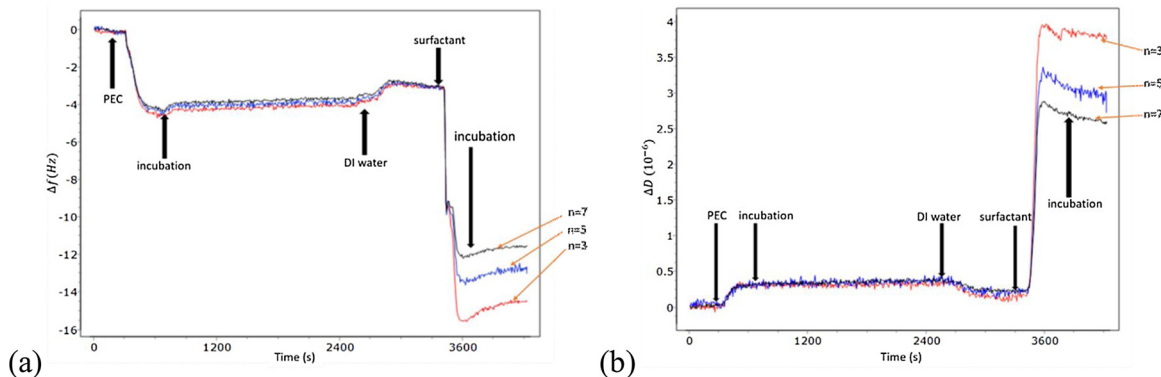 0
-2
-4
-6
-8
-10
-12
-14
-16
Δf (Hz)
PEC
incubation
DI water
surfactant
incubation
n=7
n=5
n=3
0
1200
2400
3600
Time (s)
(a)
4
3.5
3
2.5
2
1.5
1
0.5
0
ΔD (10⁻⁶)
PEC
incubation
DI water
surfactant
incubation
n=3
n=5
n=7
0
1200
2400
3600
Time (s)
(b)